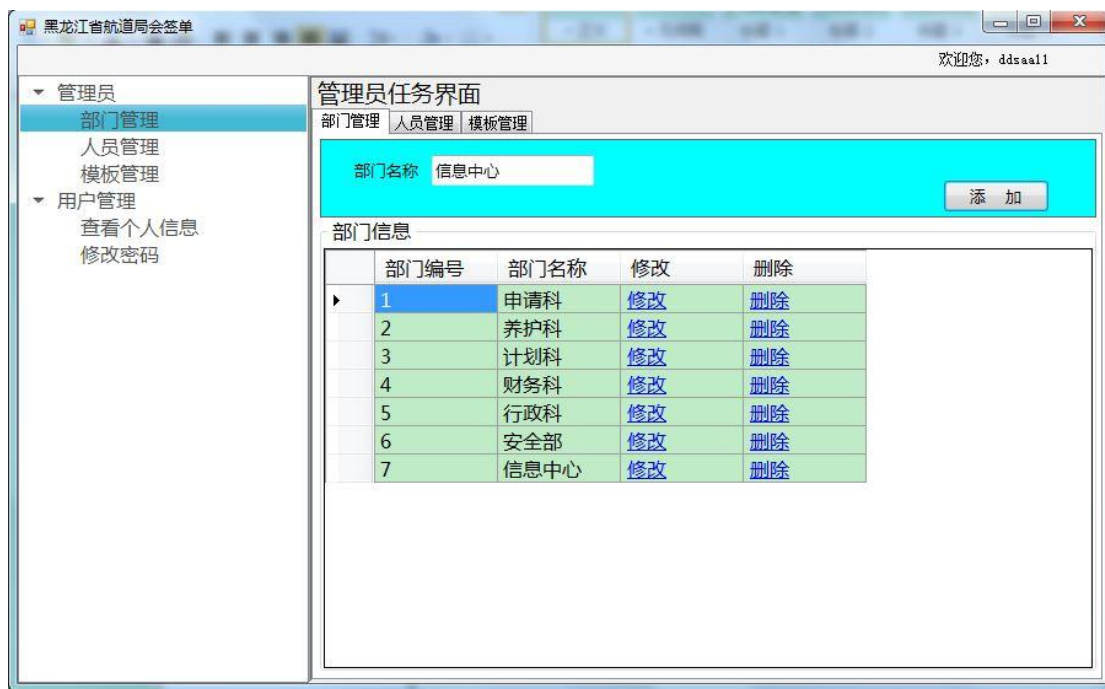 黑龙江省航道局会签单
欢迎您，ddsaa11
管理员
部门管理
人员管理
模板管理
用户管理
查看个人信息
修改密码
管理员任务界面
部门管理 人员管理 模板管理
部门名称 信息中心
添 加
部门信息
部门编号 部门名称 修改 删除
1 申请科 修改 删除
2 养护科 修改 删除
3 计划科 修改 删除
4 财务科 修改 删除
5 行政科 修改 删除
6 安全部 修改 删除
7 信息中心 修改 删除